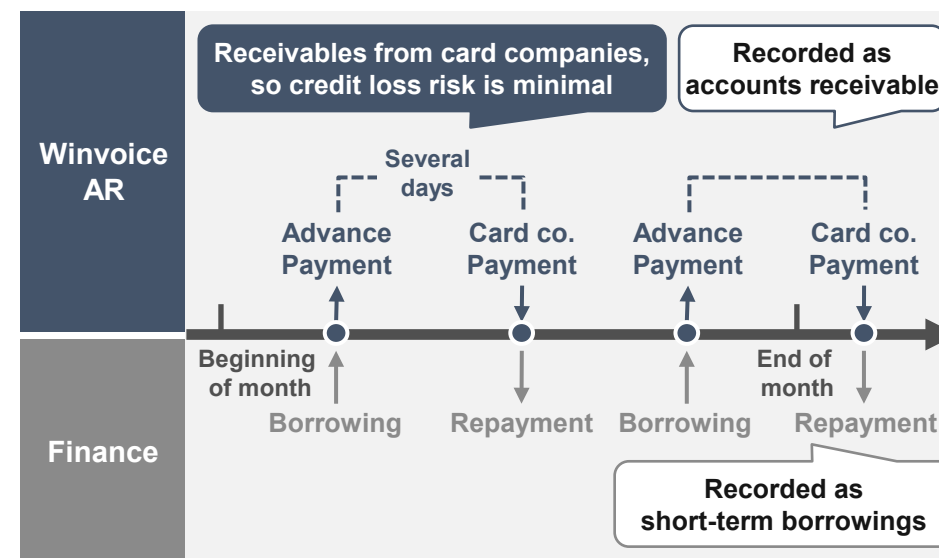 Receivables from card companies,
so credit loss risk is minimal
Recorded as
accounts receivable
Winvoice
AR
Several
days
Advance
Payment
Card co.
Payment
Advance
Payment
Card co.
Payment
Beginning
of month
End of
month
Borrowing
Repayment
Borrowing
Repayment
Finance
Recorded as
short-term borrowings